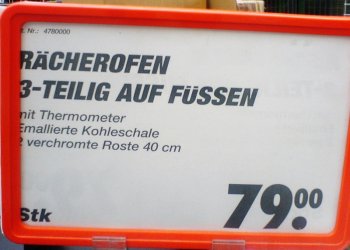 t. Nr.: 4780000
RÄCHEROFEN
3-TEILIG AUF FÜSSEN
mit Thermometer
Emallierte Kohleschale
2 verchromte Roste 40 cm
79.00
Stk